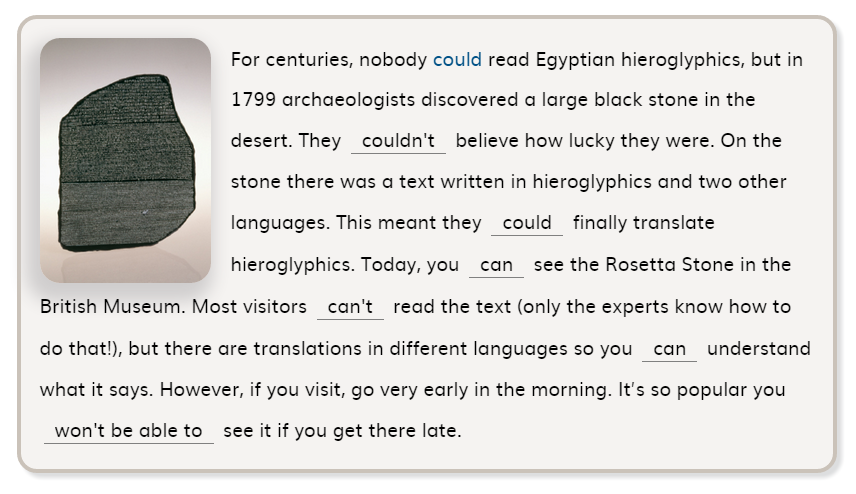 For centuries, nobody could read Egyptian hieroglyphics, but in
1799 archaeologists discovered a large black stone in the
desert. They couldn't believe how lucky they were. On the
stone there was a text written in hieroglyphics and two other
languages. This meant they could finally translate
hieroglyphics. Today, you can see the Rosetta Stone in the
British Museum. Most visitors can't read the text (only the experts know how to
do that!), but there are translations in different languages so you can understand
what it says. However, if you visit, go very early in the morning. It's so popular you
won't be able to see it if you get there late.